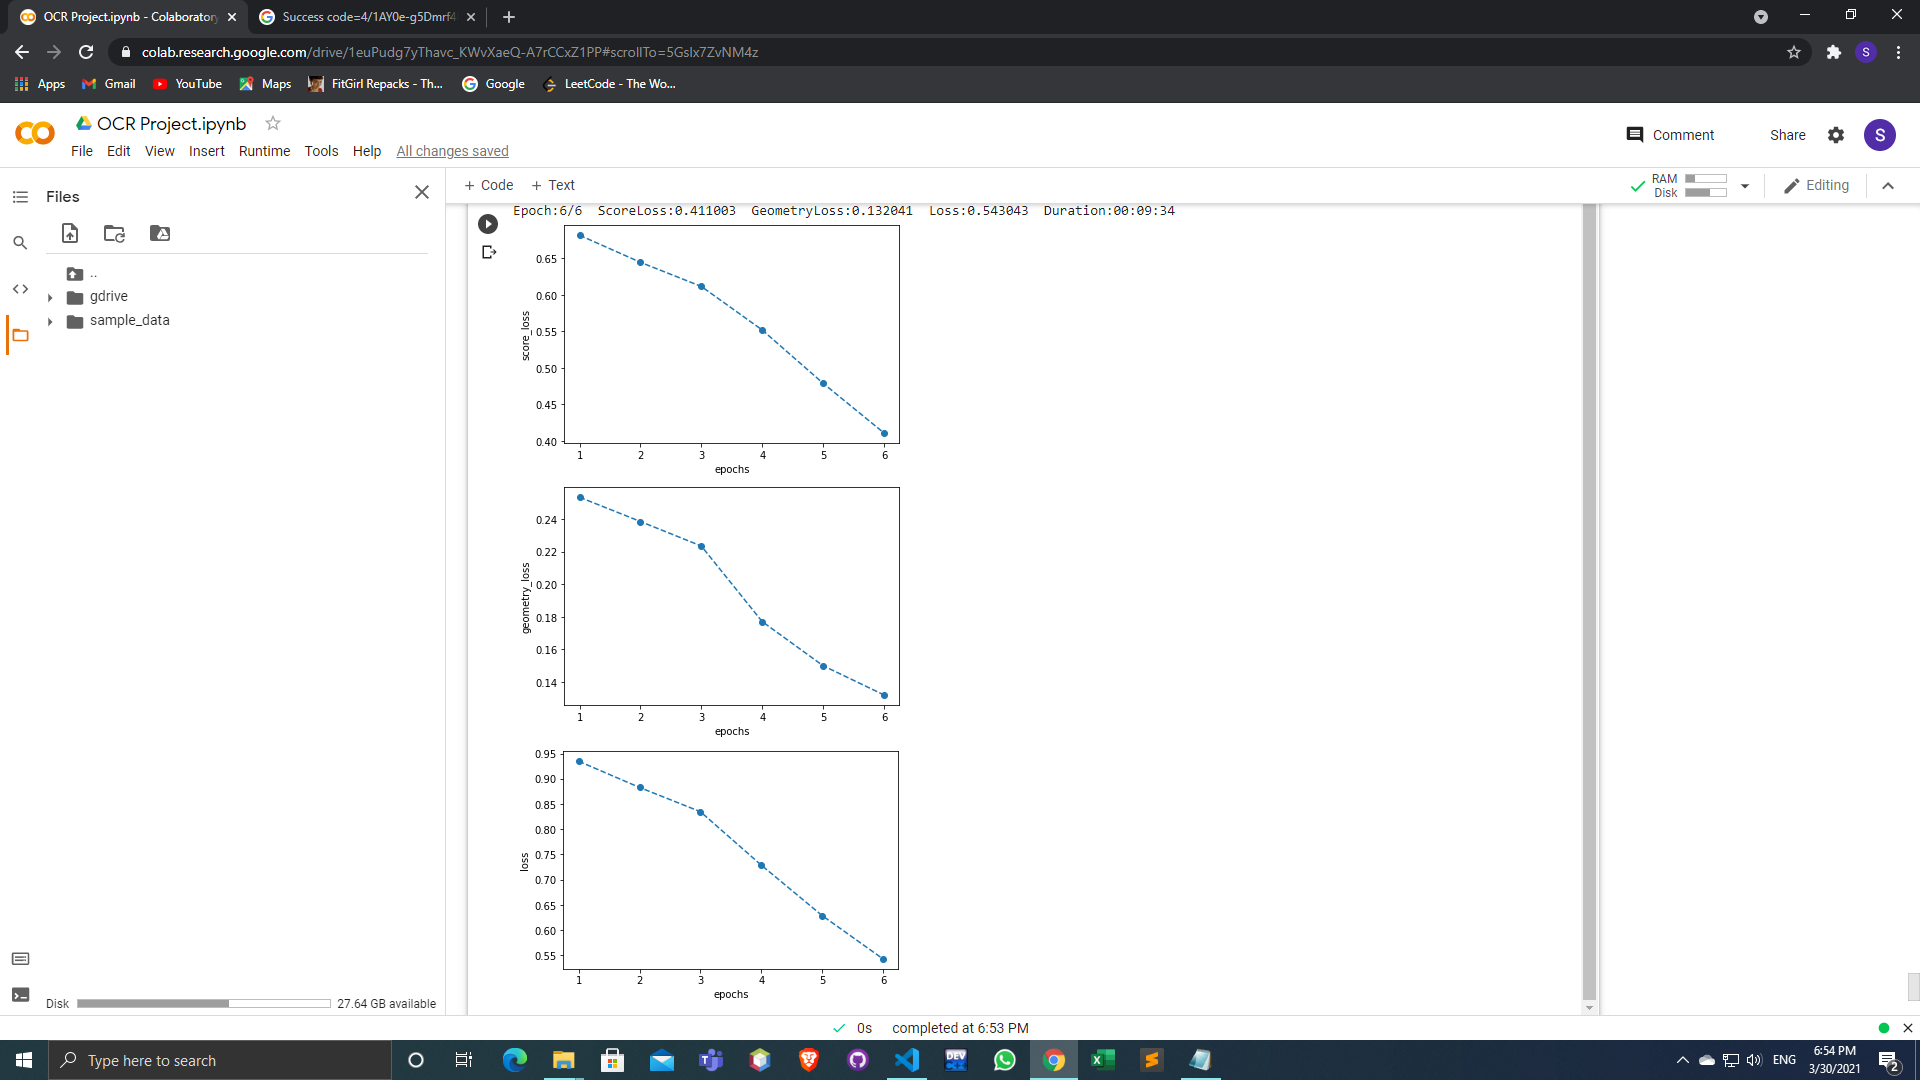 OCR Project.ipynb - Colaboratory
Success code=4/1AY0e-g5Dmrf4
colab.research.google.com/drive/1euPudg7yThavc_KWvXaeQ-A7rCCxZ1PP#scrollTo=5Gslx7ZvNM4z
S
Apps Gmail YouTube Maps FitGirl Repacks - Th... Google LeetCode - The Wo...
OCR Project.ipynb
Comment Share S
File Edit View Insert Runtime Tools Help All changes saved
Files
+ Code + Text
RAM
Disk
Editing
..
gdrive
sample_data
Epoch:6/6 ScoreLoss:0.411003 GeometryLoss:0.132041 Loss:0.543043 Duration:00:09:34
0.65
0.60
0.55
0.50
0.45
0.40
score_loss
1 2 3 4 5 6
epochs
0.24
0.22
0.20
0.18
0.16
0.14
geometry_loss
1 2 3 4 5 6
epochs
0.95
0.90
0.85
0.80
0.75
0.70
0.65
0.60
0.55
loss
1 2 3 4 5 6
epochs
Disk 27.64 GB available
0s completed at 6:53 PM
Type here to search
DEV
ENG
6:54 PM
3/30/2021
2